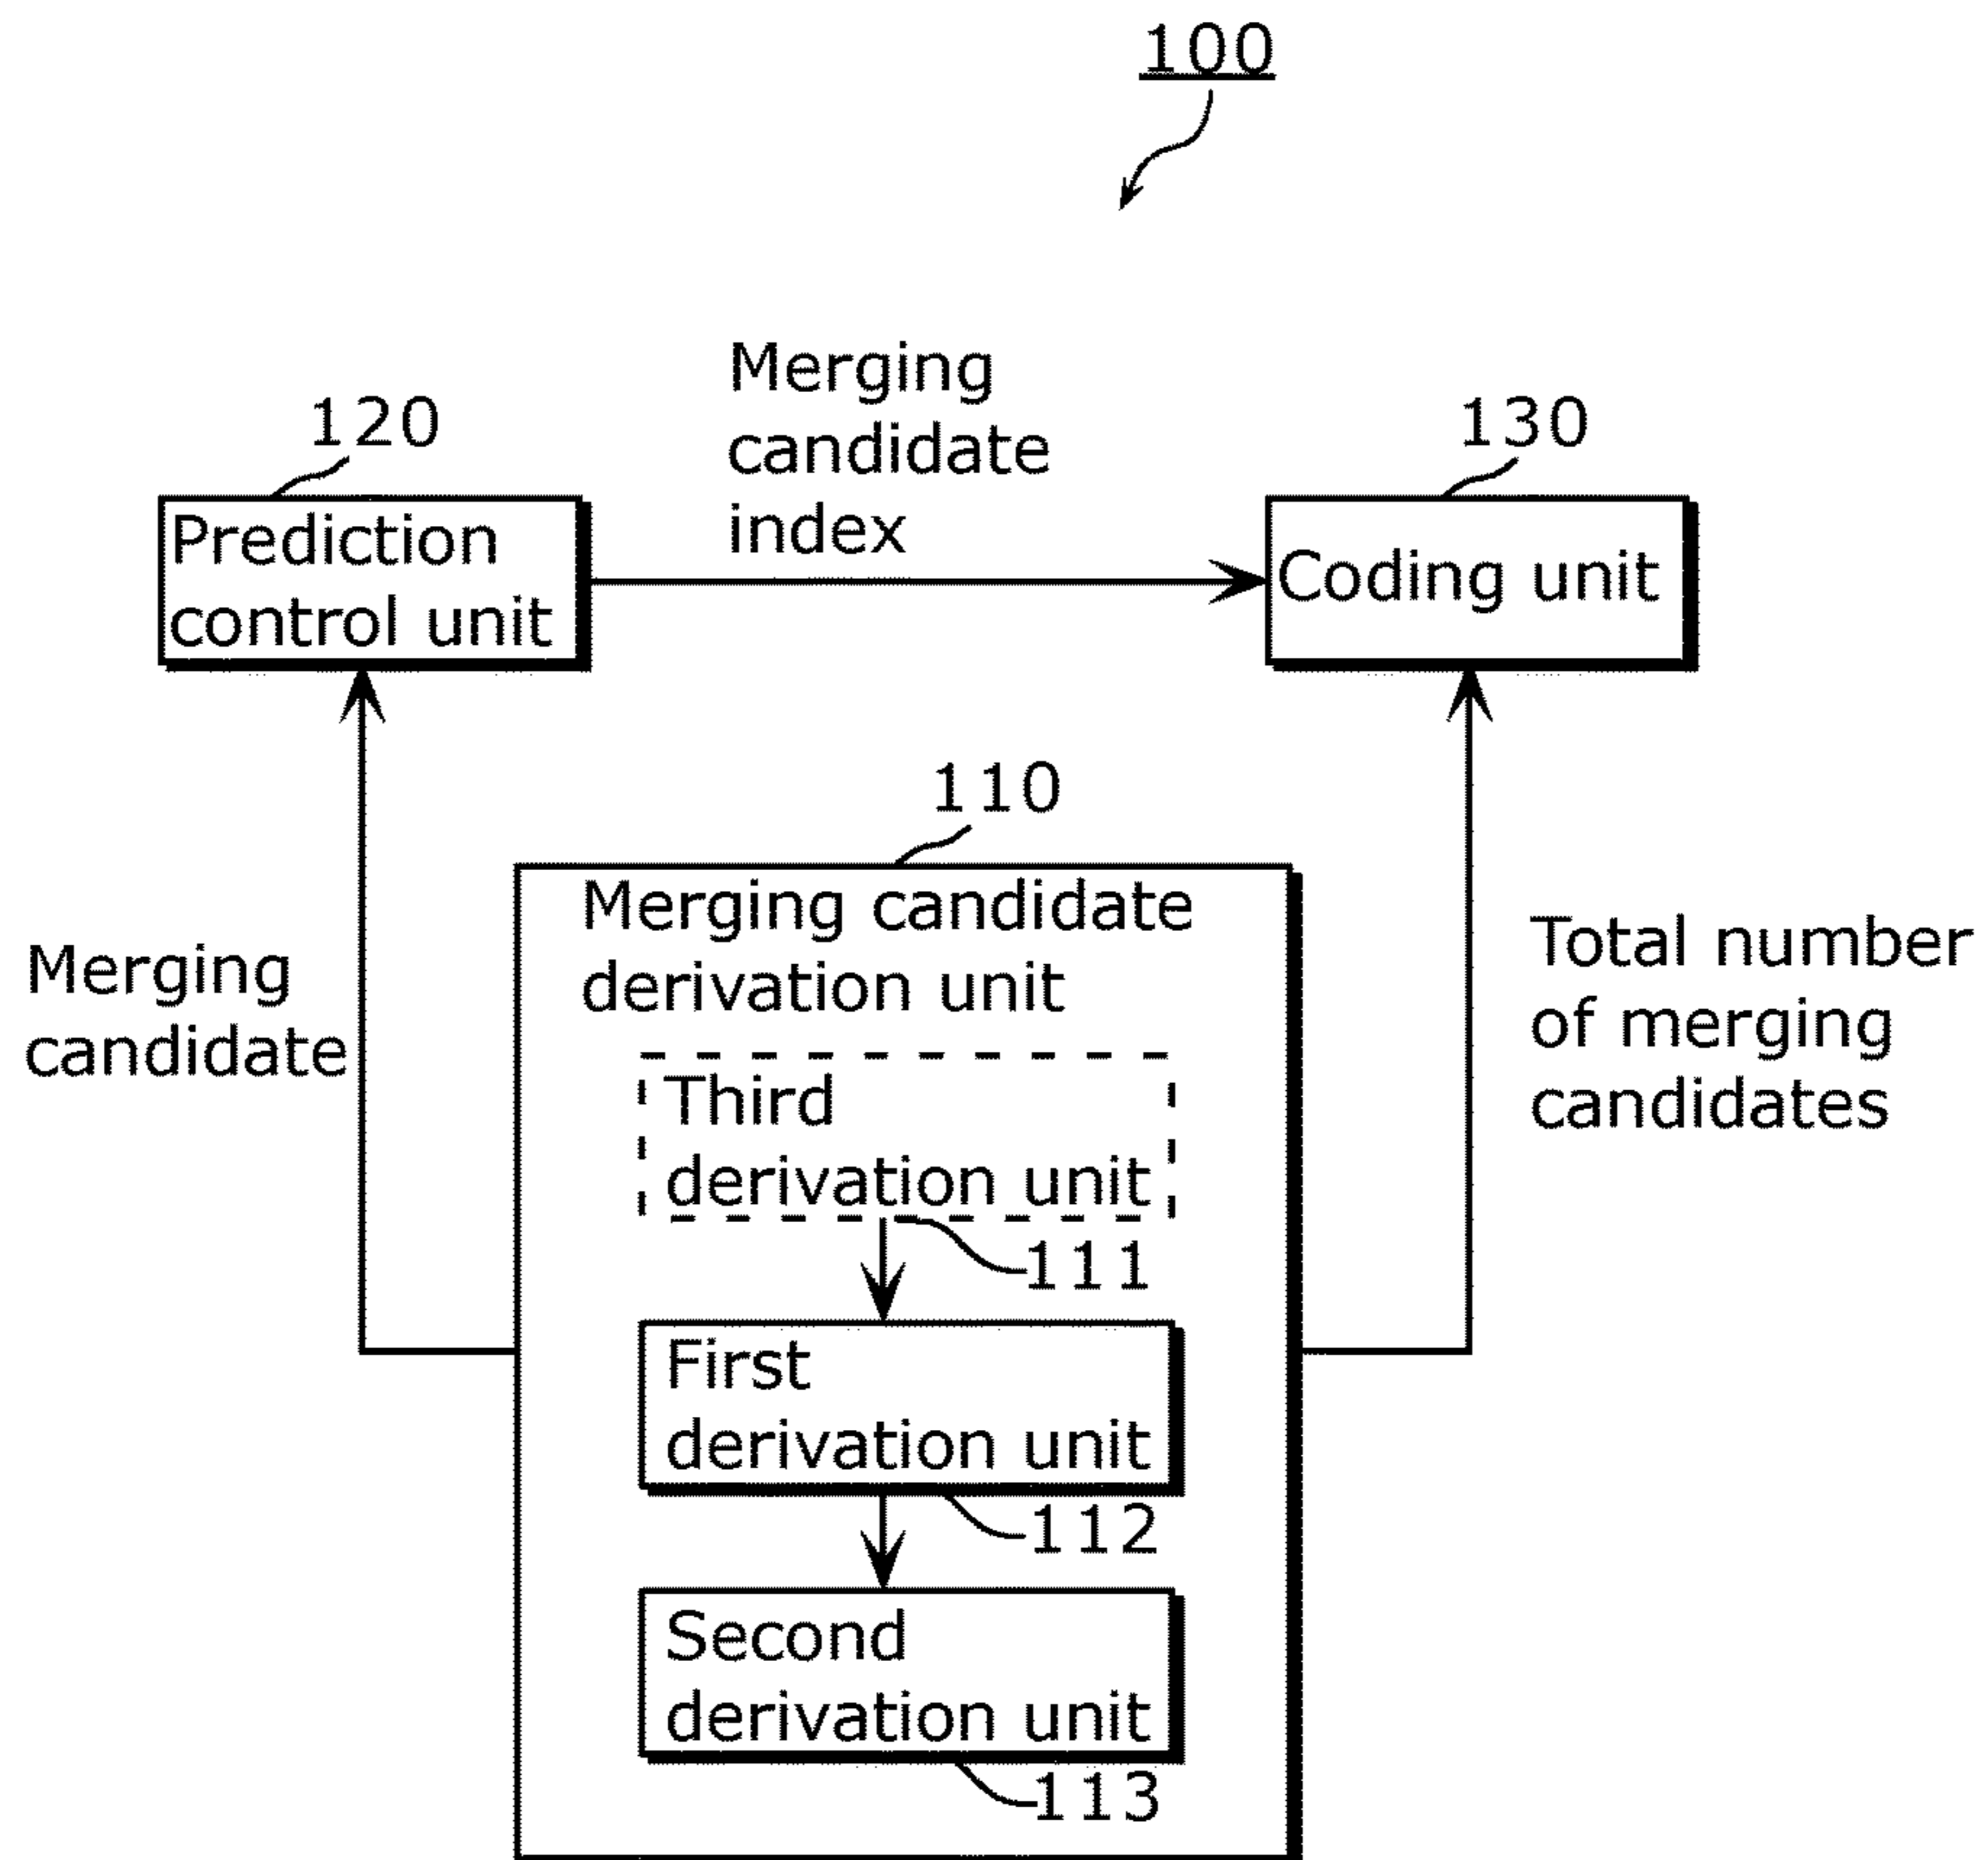 100
Merging
candidate
index
120
130
Prediction
control unit
Coding unit
110
Merging candidate
derivation unit
Merging
candidate
Total number
of merging
candidates
Third
derivation unit
111
First
derivation unit
112
Second
derivation unit
113